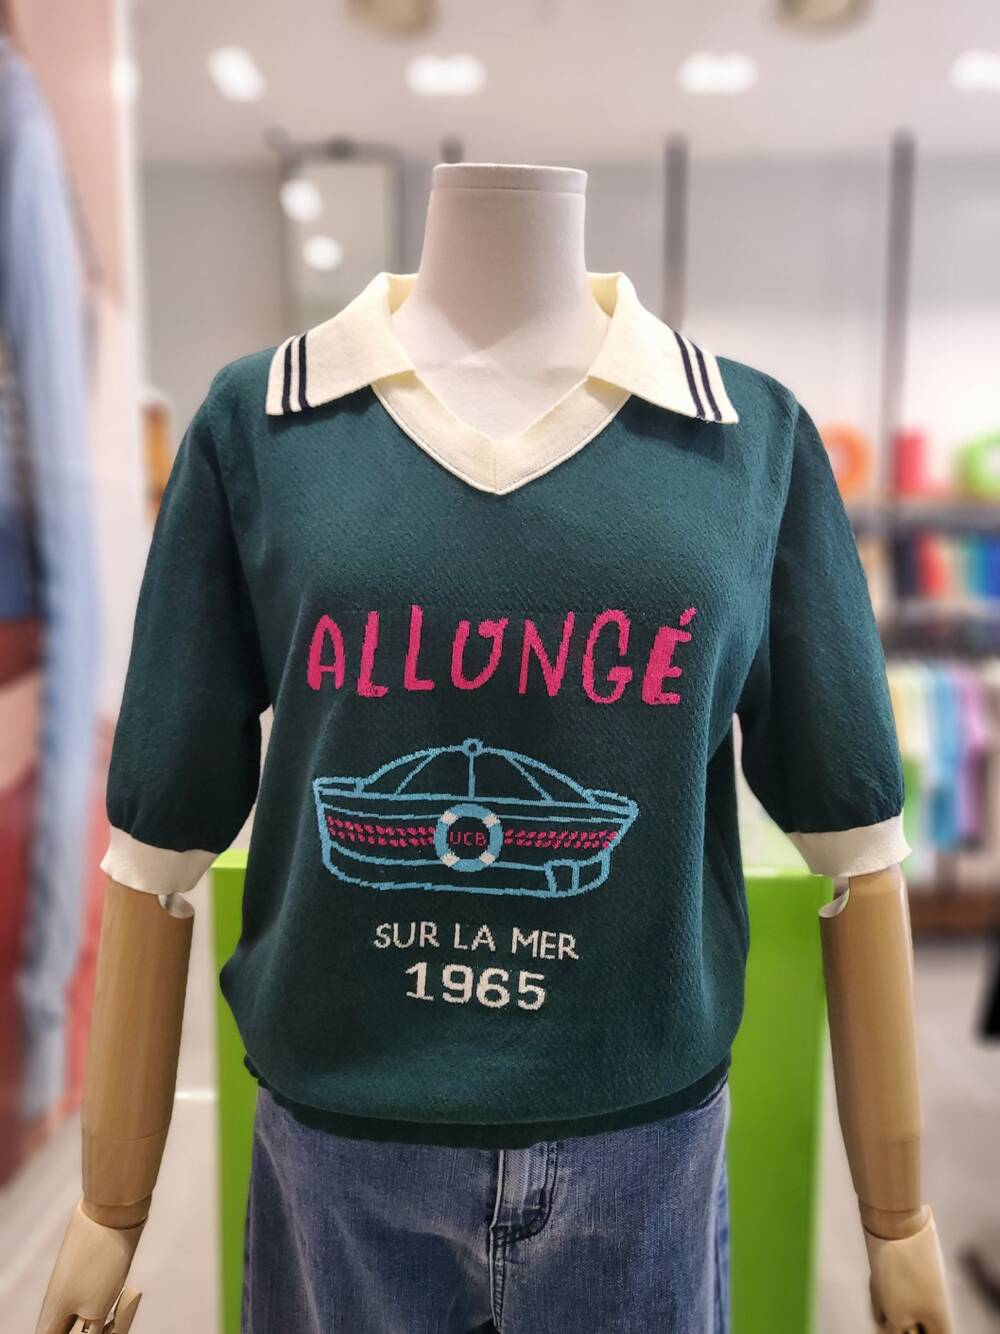 ALLONGÉ
UCB
SUR LA MER
1965